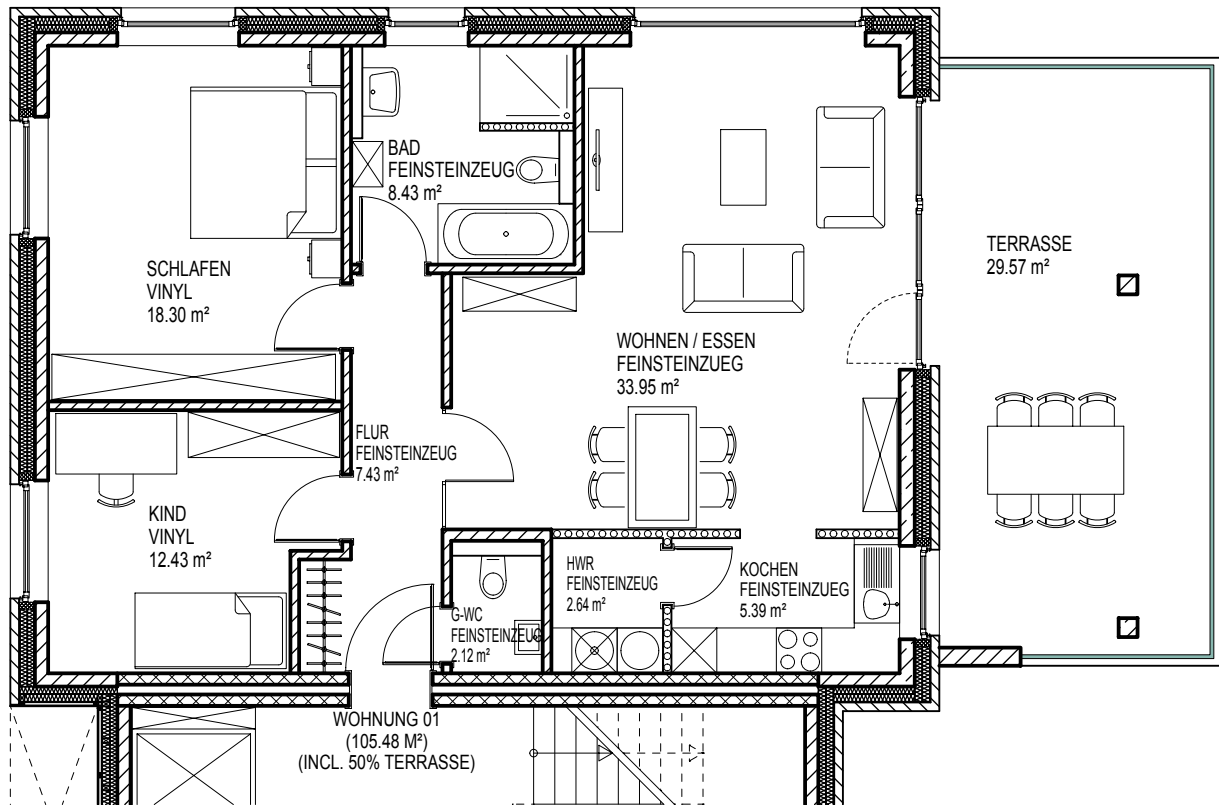 BAD
FEINSTEINZEUG
8.43 m²
SCHLAFEN
VINYL
18.30 m²
TERRASSE
29.57 m²
WOHNEN / ESSEN
FEINSTEINZUEG
33.95 m²
FLUR
FEINSTEINZEUG
7.43 m²
KIND
VINYL
12.43 m²
HWR
FEINSTEINZEUG
2.64 m²
KOCHEN
FEINSTEINZUEG
5.39 m²
G-WC
FEINSTEINZEUG
2.12 m²
WOHNUNG 01
(105.48 M²)
(INCL. 50% TERRASSE)